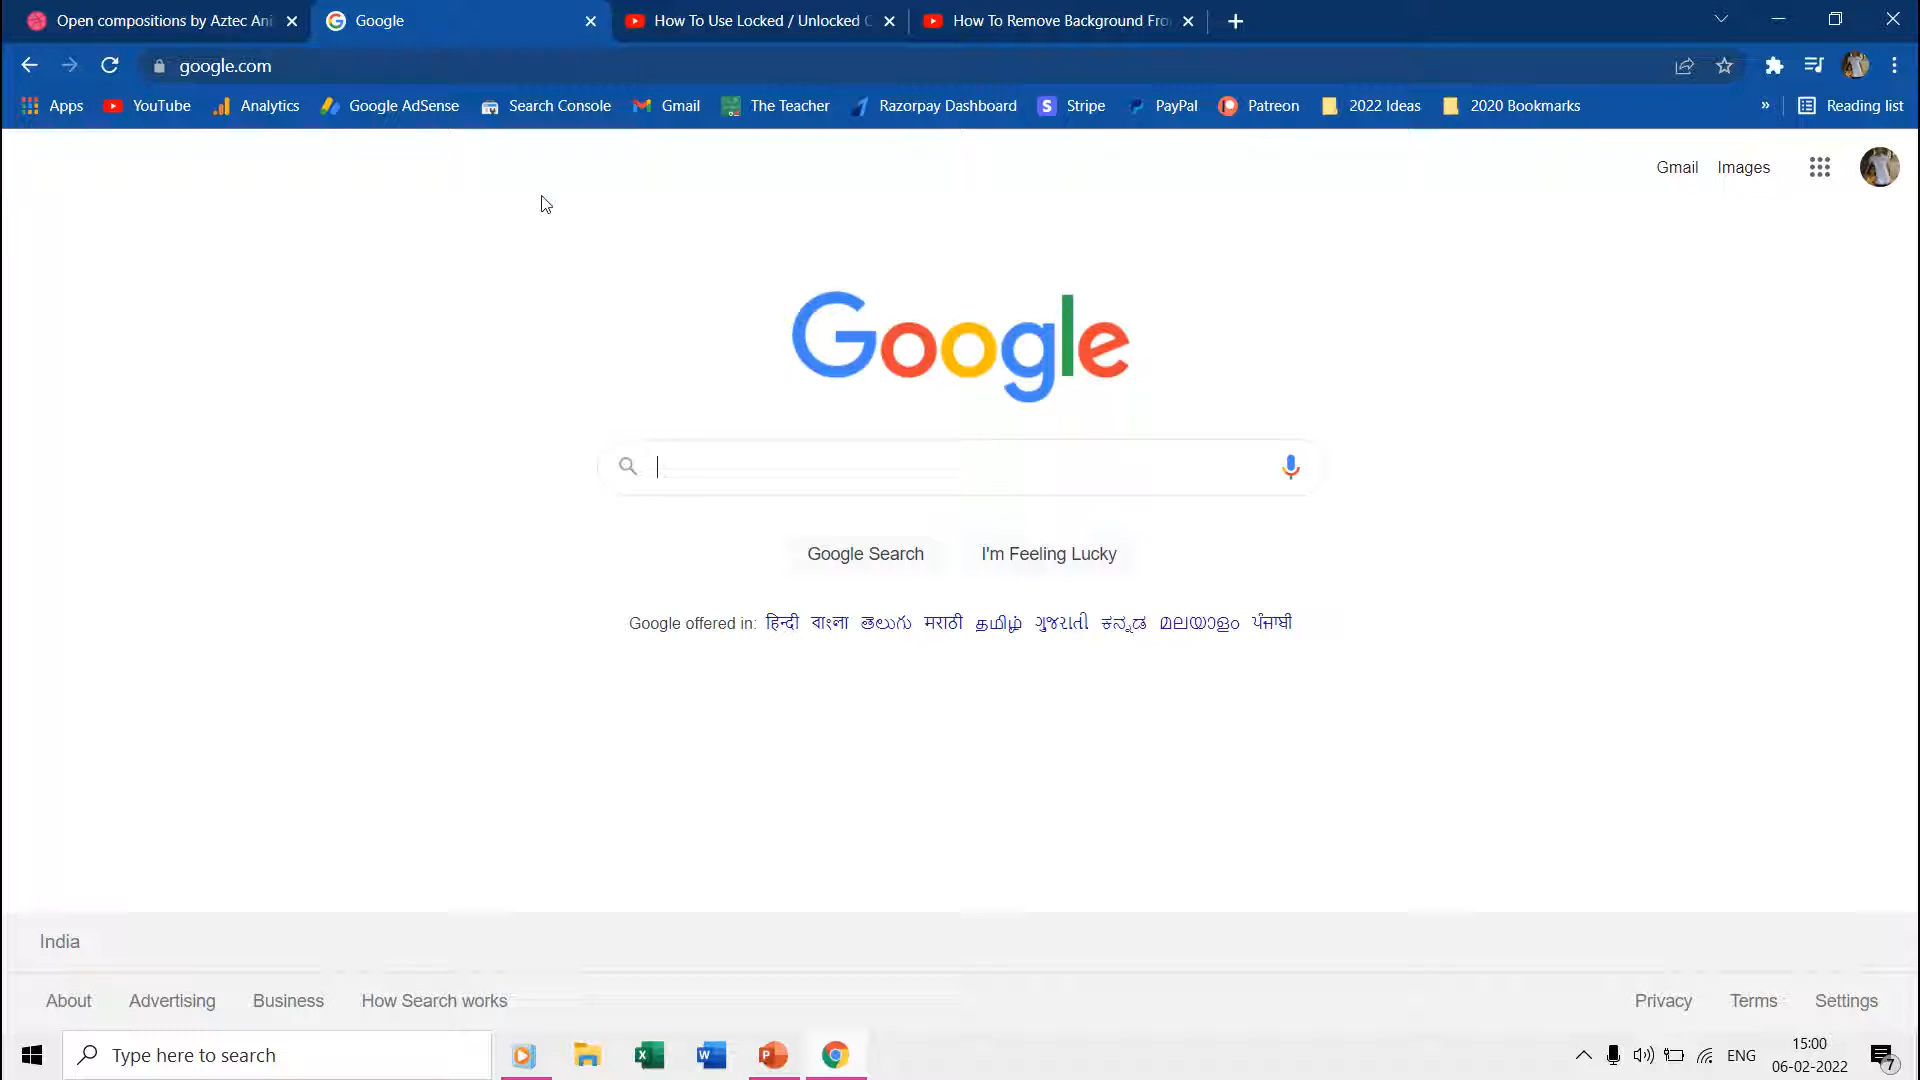 Open compositions by Aztec Ani
Google
How To Use Locked / Unlocked C
How To Remove Background Fro
google.com
Apps YouTube Analytics Google AdSense Search Console Gmail The Teacher Razorpay Dashboard Stripe PayPal Patreon 2022 Ideas 2020 Bookmarks » Reading list
Gmail Images
Google
Google Search I'm Feeling Lucky
Google offered in: हिन्दी বাংলা తెలుగు मराठी தமிழ் ગુજરાતી ಕನ್ನಡ മലയാളം ਪੰਜਾਬੀ
India
About Advertising Business How Search works Privacy Terms Settings
Type here to search
ENG
15:00
06-02-2022
7